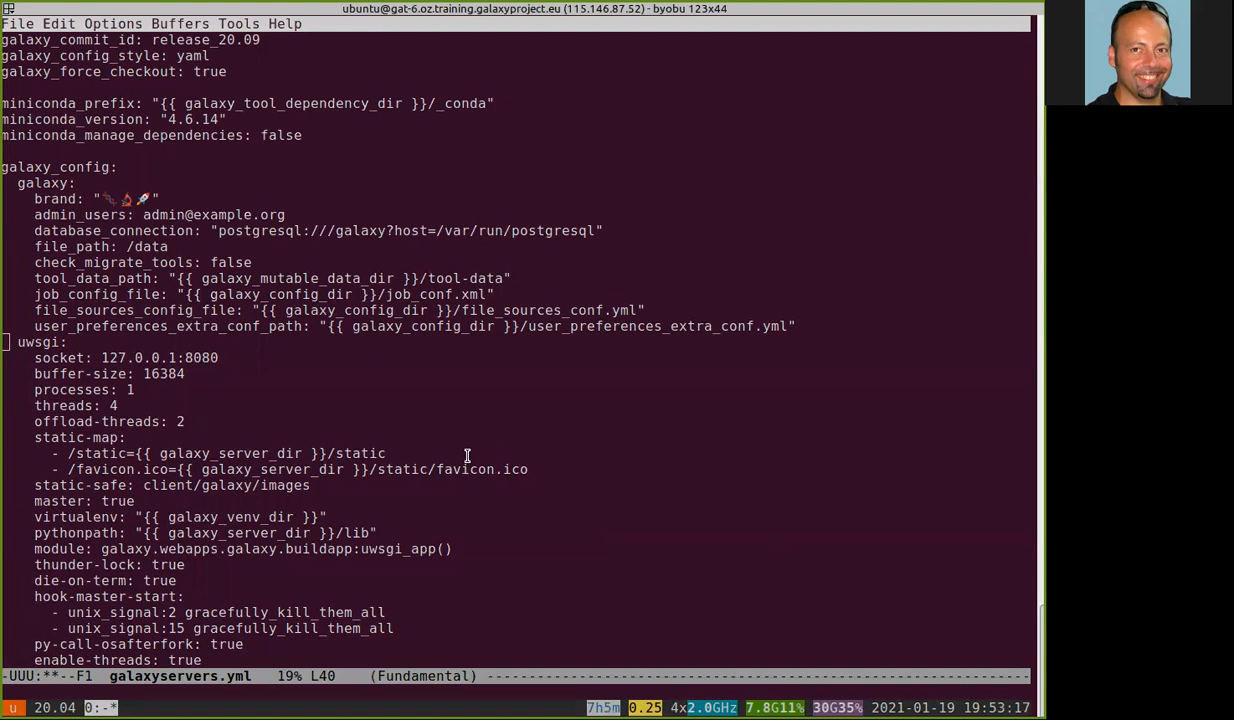 ubuntu@gat-6.oz.training.galaxyproject.eu (115.146.87.52) - byobu 123x44
File Edit Options Buffers Tools Help
galaxy_commit_id: release_20.09
galaxy_config_style: yaml
galaxy_force_checkout: true
miniconda_prefix: "{{ galaxy_tool_dependency_dir }}/_conda"
miniconda_version: "4.6.14"
miniconda_manage_dependencies: false
galaxy_config:
  galaxy:
    brand: "🧬🔬🚀"
    admin_users: admin@example.org
    database_connection: "postgresql:///galaxy?host=/var/run/postgresql"
    file_path: /data
    check_migrate_tools: false
    tool_data_path: "{{ galaxy_mutable_data_dir }}/tool-data"
    job_config_file: "{{ galaxy_config_dir }}/job_conf.xml"
    file_sources_config_file: "{{ galaxy_config_dir }}/file_sources_conf.yml"
    user_preferences_extra_conf_path: "{{ galaxy_config_dir }}/user_preferences_extra_conf.yml"
  uwsgi:
    socket: 127.0.0.1:8080
    buffer-size: 16384
    processes: 1
    threads: 4
    offload-threads: 2
    static-map:
      - /static={{ galaxy_server_dir }}/static
      - /favicon.ico={{ galaxy_server_dir }}/static/favicon.ico
    static-safe: client/galaxy/images
    master: true
    virtualenv: "{{ galaxy_venv_dir }}"
    pythonpath: "{{ galaxy_server_dir }}/lib"
    module: galaxy.webapps.galaxy.buildapp:uwsgi_app()
    thunder-lock: true
    die-on-term: true
    hook-master-start:
      - unix_signal:2 gracefully_kill_them_all
      - unix_signal:15 gracefully_kill_them_all
    py-call-osafterfork: true
    enable-threads: true
-UUU:**--F1  galaxyservers.yml   19% L40    (Fundamental) -----------------------------------------------------------------
u  20.04 0:-* 7h5m 0.25 4x2.0GHz 7.8G11% 30G35% 2021-01-19 19:53:17